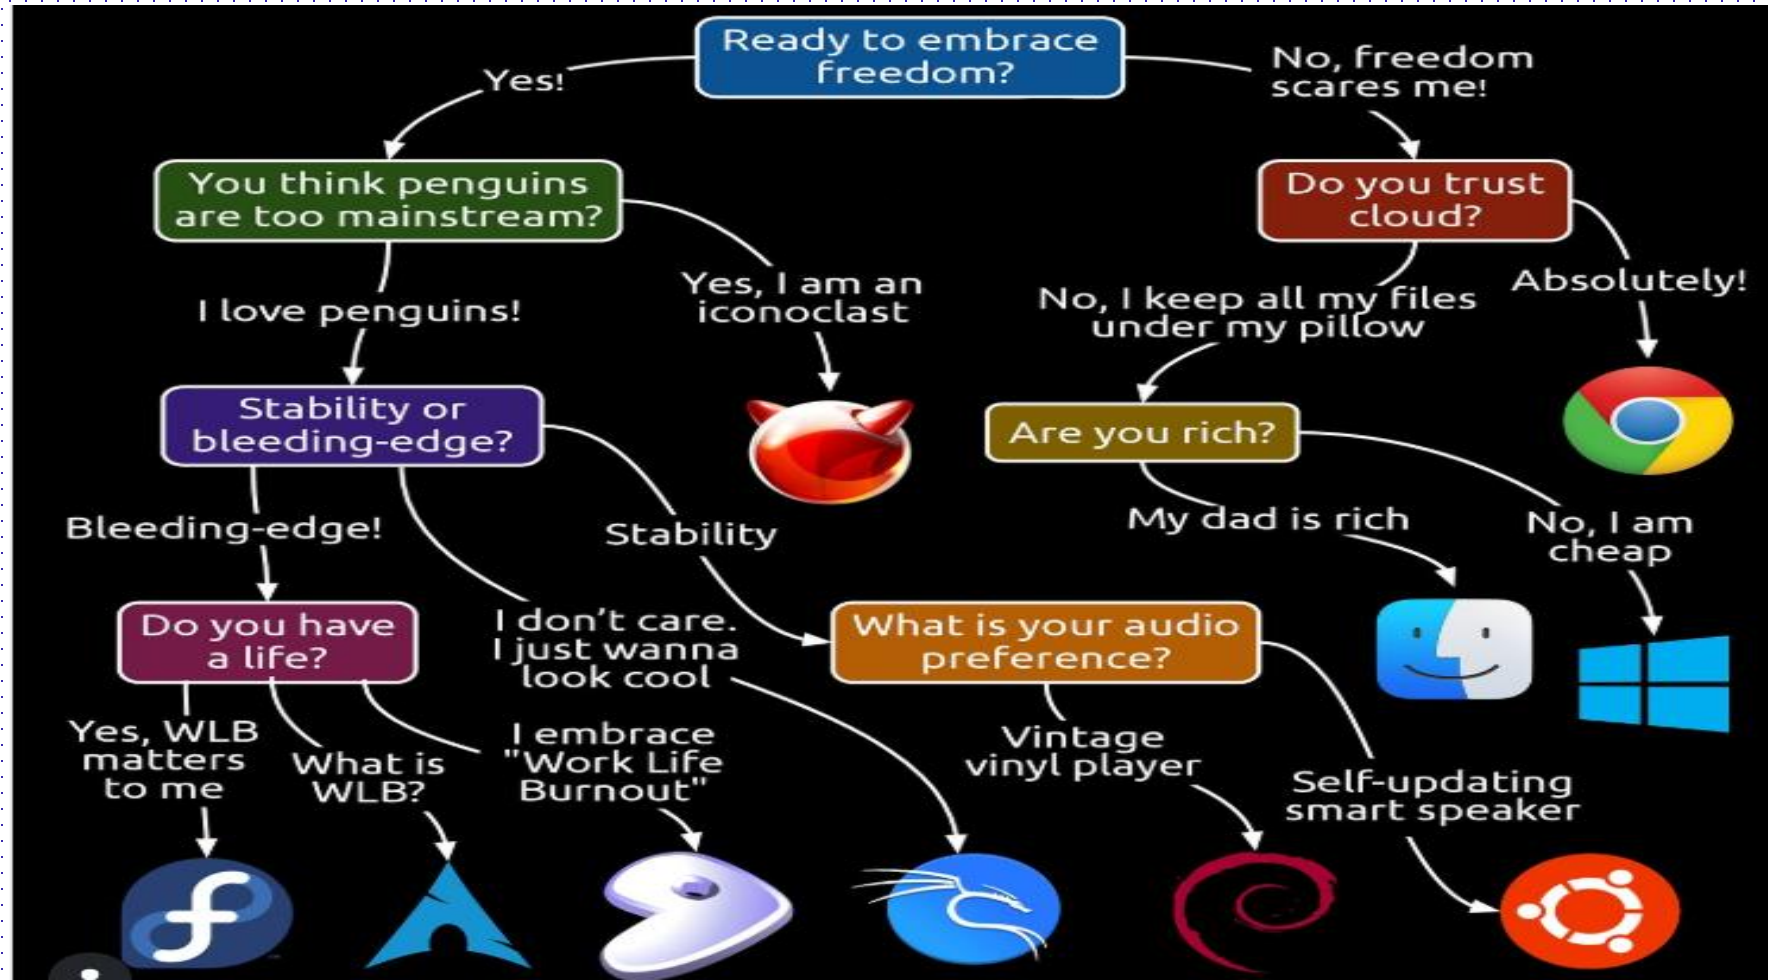 Ready to embrace
freedom?
Yes!
No, freedom
scares me!
You think penguins
are too mainstream?
Do you trust
cloud?
I love penguins!
Yes, I am an
iconoclast
No, I keep all my files
under my pillow
Absolutely!
Stability or
bleeding-edge?
Are you rich?
Bleeding-edge!
Stability
My dad is rich
No, I am
cheap
Do you have
a life?
I don't care.
I just wanna
look cool
What is your audio
preference?
Yes, WLB
matters
to me
What is
WLB?
I embrace
"Work Life
Burnout"
Vintage
vinyl player
Self-updating
smart speaker